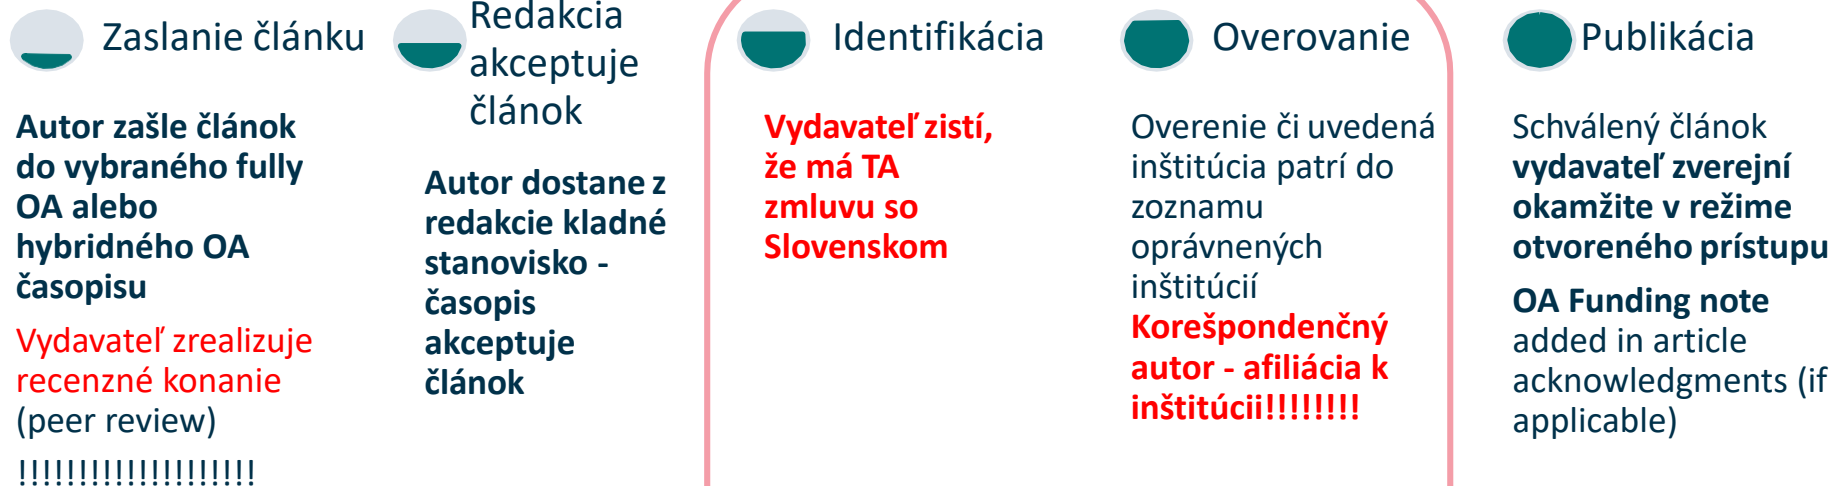 Zaslanie článku
Autor zašle článok
do vybraného fully
OA alebo
hybridného OA
časopisu
Vydavateľ zrealizuje
recenzné konanie
(peer review)
!!!!!!!!!!!!!!!!!!!!
Redakcia
akceptuje
článok
Autor dostane z
redakcie kladné
stanovisko -
časopis
akceptuje
článok
Identifikácia
Vydavateľ zistí,
že má TA
zmluvu so
Slovenskom
Overovanie
Overenie či uvedená
inštitúcia patrí do
zoznamu
oprávnených
inštitúcií
Korešpondenčný
autor - afiliácia k
inštitúcii!!!!!!!!
Publikácia
Schválený článok
vydavateľ zverejní
okamžite v režime
otvoreného prístupu
OA Funding note
added in article
acknowledgments (if
applicable)